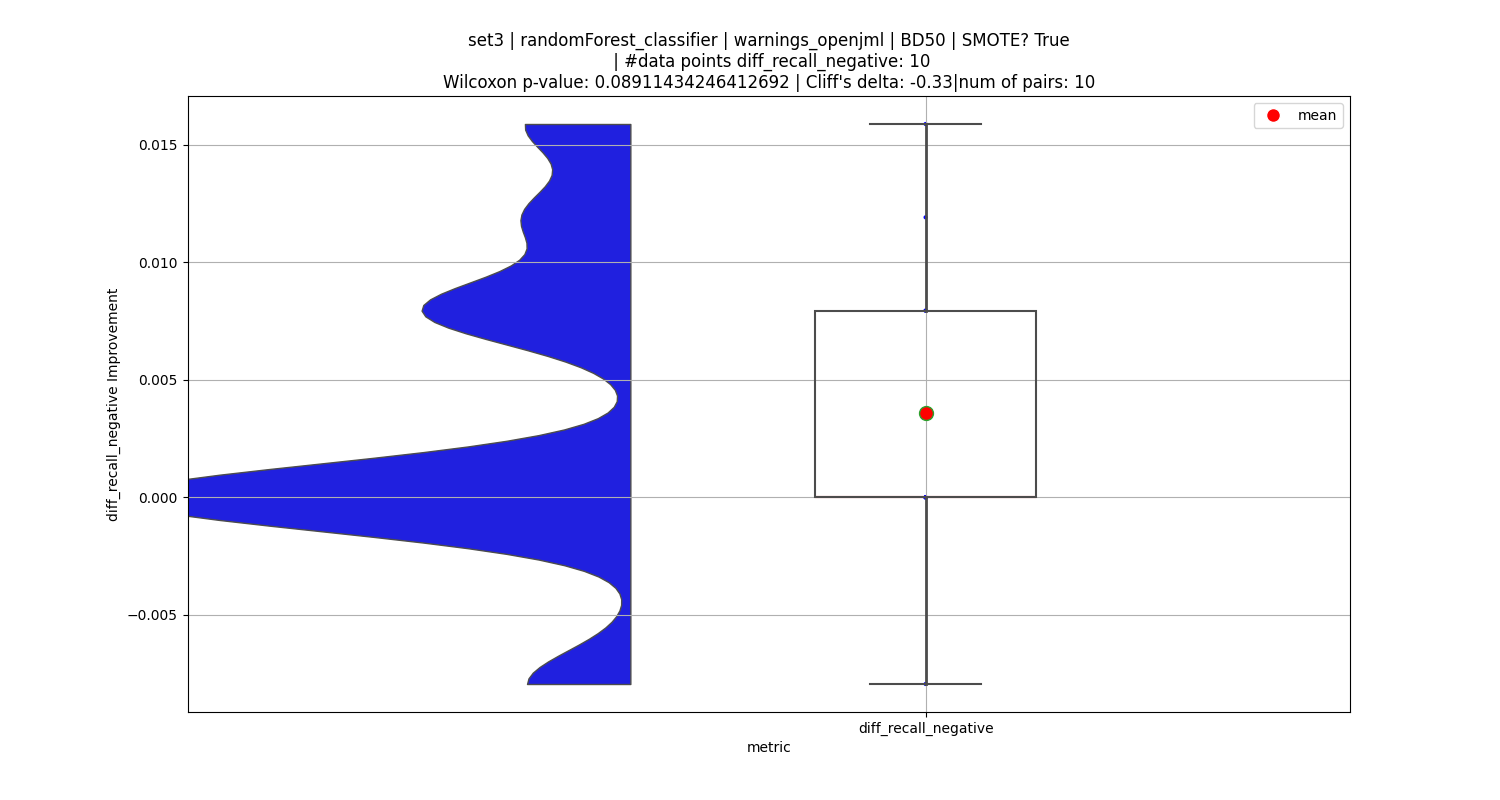 set3 | randomForest_classifier | warnings_openjml | BD50 | SMOTE? True
| #data points diff_recall_negative: 10
Wilcoxon p-value: 0.08911434246412692 | Cliff's delta: -0.33|num of pairs: 10
mean
0.015
0.010
0.005
0.000
−0.005
diff_recall_negative Improvement
diff_recall_negative
metric